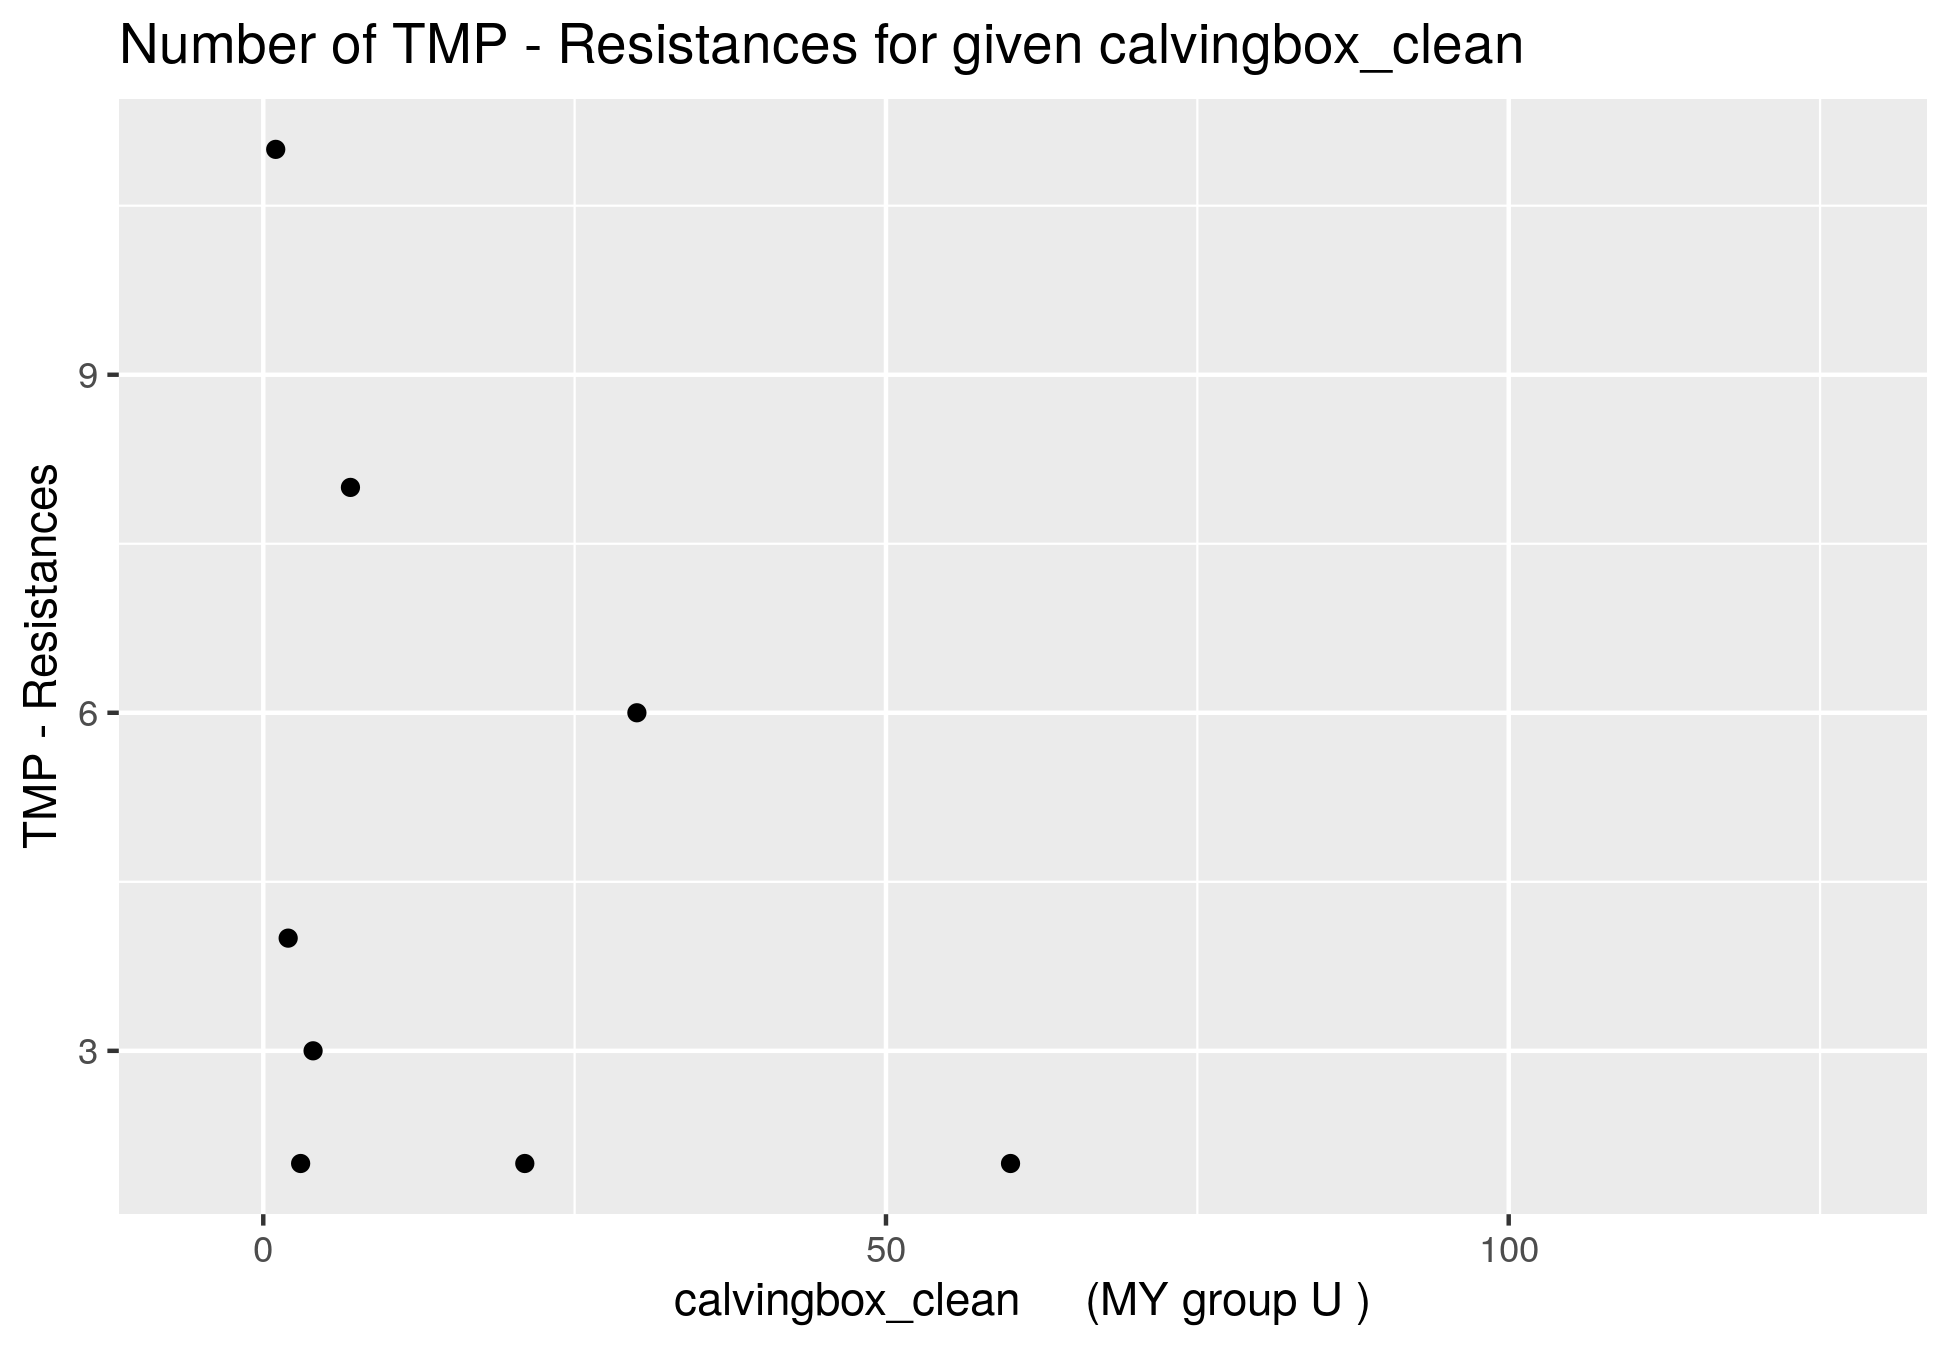 Number of TMP - Resistances for given calvingbox_clean
TMP - Resistances
9
6
3
0 50 100
calvingbox_clean (MY group U )